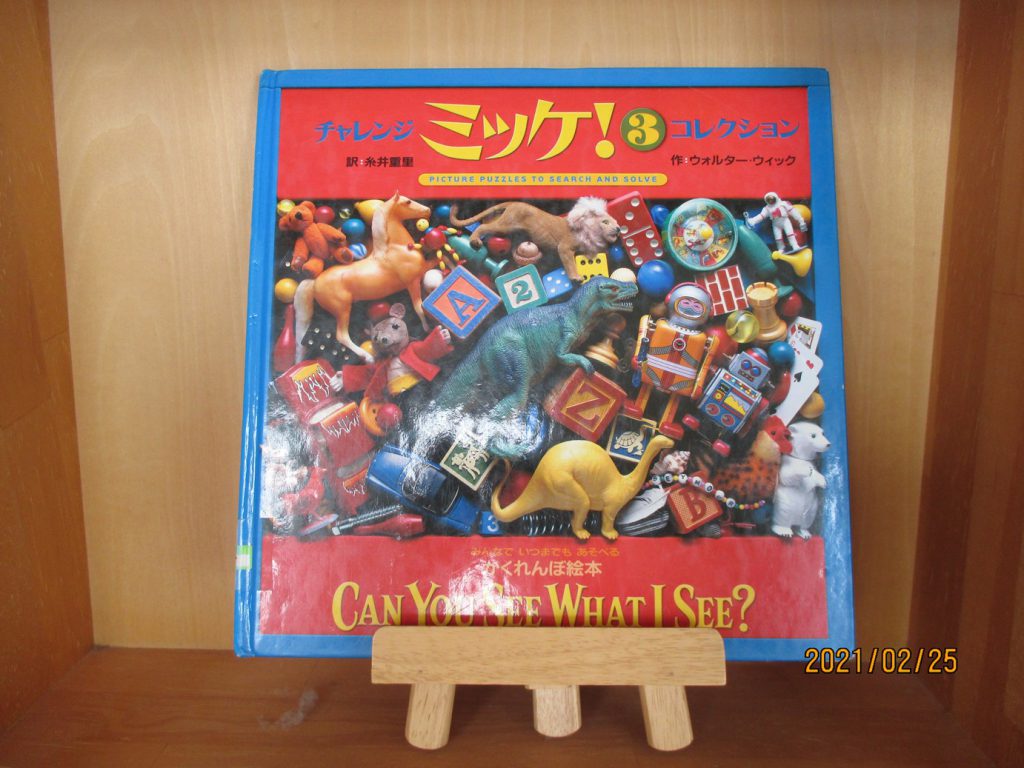 チャレンジ ミッケ! 3 コレクション
訳:糸井重里 作:ウォルター・ウィック
PICTURE PUZZLES TO SEARCH AND SOLVE
A
2
Z
B
3
みんなで いつまでも あそべる
かくれんぼ絵本
CAN YOU SEE WHAT I SEE?
2021/02/25